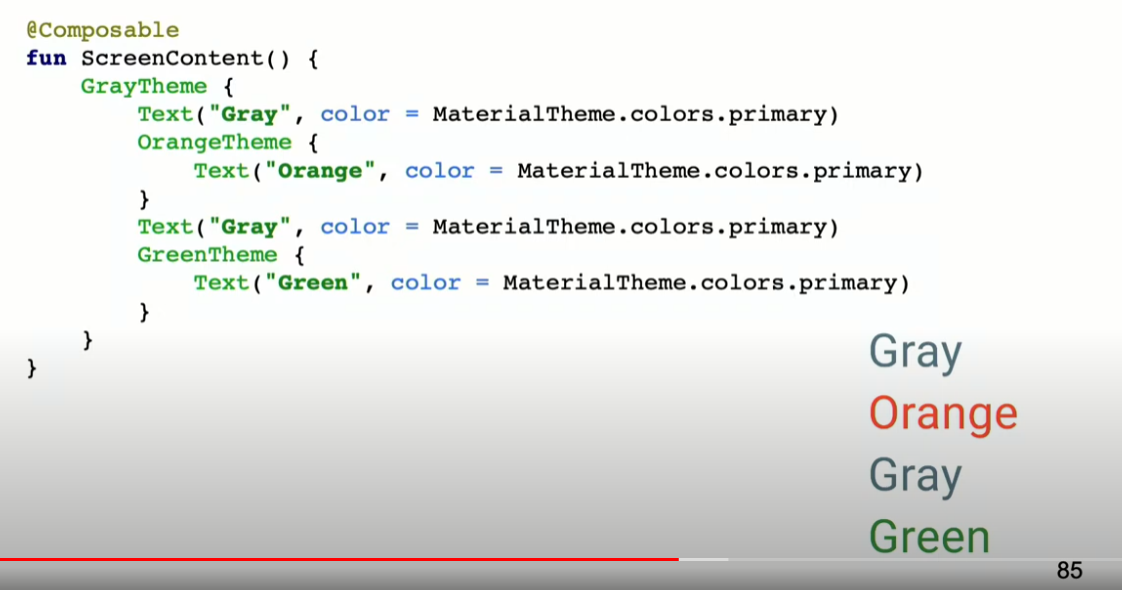 @Composable
fun ScreenContent() {
    GrayTheme {
        Text("Gray", color = MaterialTheme.colors.primary)
        OrangeTheme {
            Text("Orange", color = MaterialTheme.colors.primary)
        }
        Text("Gray", color = MaterialTheme.colors.primary)
        GreenTheme {
            Text("Green", color = MaterialTheme.colors.primary)
        }
    }
}
Gray
Orange
Gray
Green
85